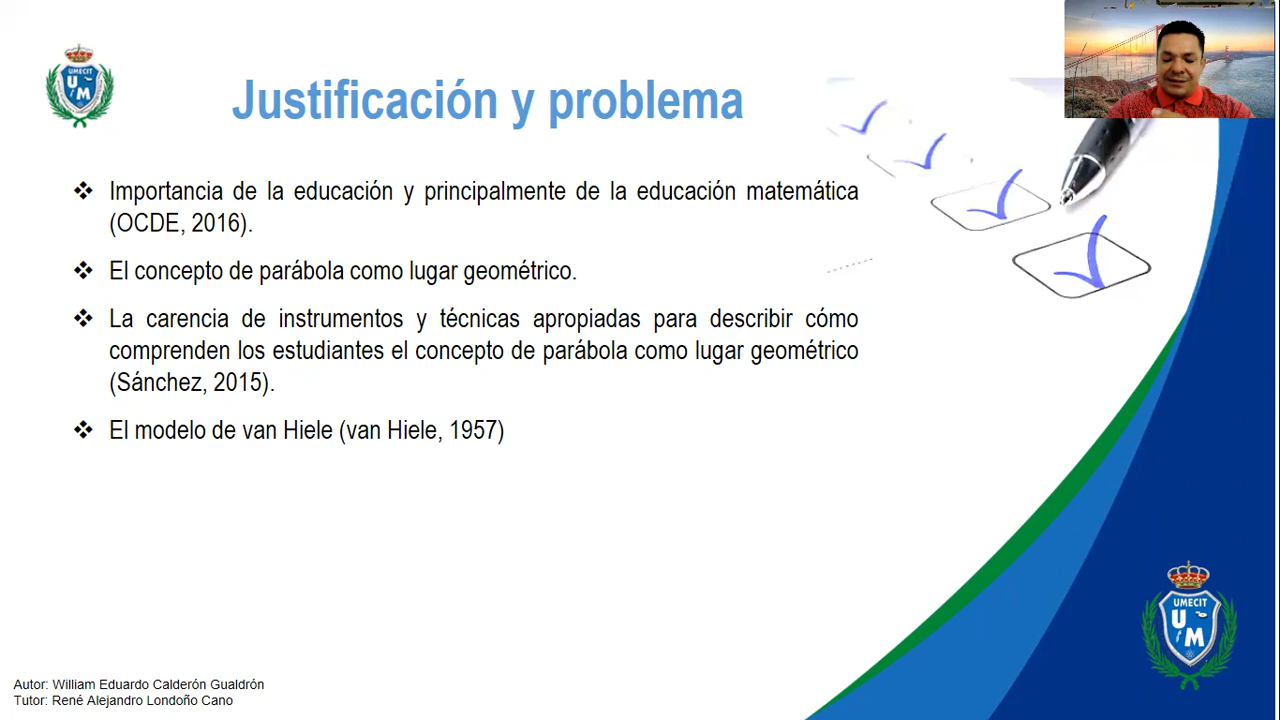 UMECIT
U
M
Justificación y problema
❖ Importancia de la educación y principalmente de la educación matemática
(OCDE, 2016).
❖ El concepto de parábola como lugar geométrico.
❖ La carencia de instrumentos y técnicas apropiadas para describir cómo
comprenden los estudiantes el concepto de parábola como lugar geométrico
(Sánchez, 2015).
❖ El modelo de van Hiele (van Hiele, 1957)
UMECIT
U
M
Autor: William Eduardo Calderón Gualdrón
Tutor: René Alejandro Londoño Cano